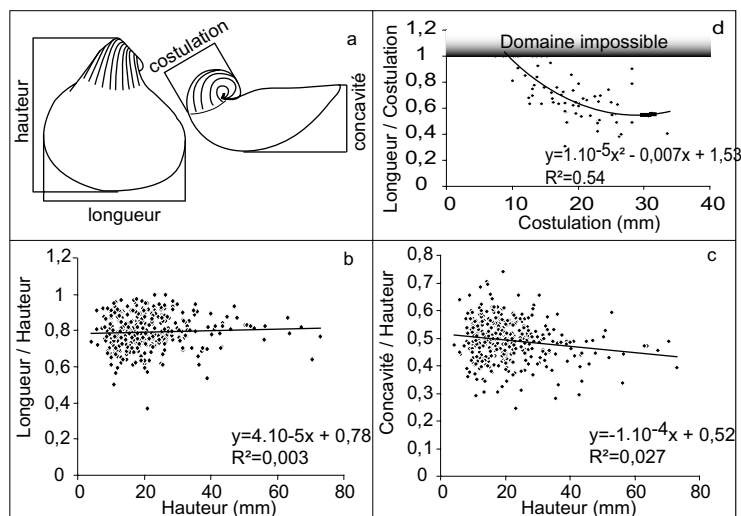 a
hauteur
longueur
costulation
concavité
d
Domaine impossible
Longueur / Costulation
1,2
1
0,8
0,6
0,4
0,2
0
y=1.10-5x² - 0,007x + 1,53
R²=0.54
0 10 20 30 40
Costulation (mm)
b
Longueur / Hauteur
1,2
1
0,8
0,6
0,4
0,2
0
y=4.10-5x + 0,78
R²=0,003
0 20 40 60 80
Hauteur (mm)
c
Concavité / Hauteur
0,8
0,7
0,6
0,5
0,4
0,3
0,2
0,1
0
y=-1.10-4x + 0,52
R²=0,027
0 20 40 60 80
Hauteur (mm)